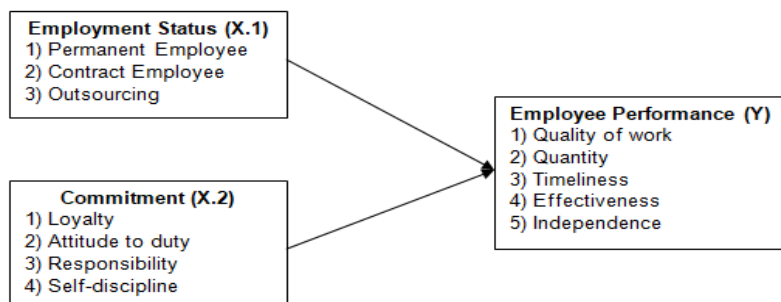 Employment Status (X.1)
1) Permanent Employee
2) Contract Employee
3) Outsourcing
Employee Performance (Y)
1) Quality of work
2) Quantity
3) Timeliness
4) Effectiveness
5) Independence
Commitment (X.2)
1) Loyalty
2) Attitude to duty
3) Responsibility
4) Self-discipline